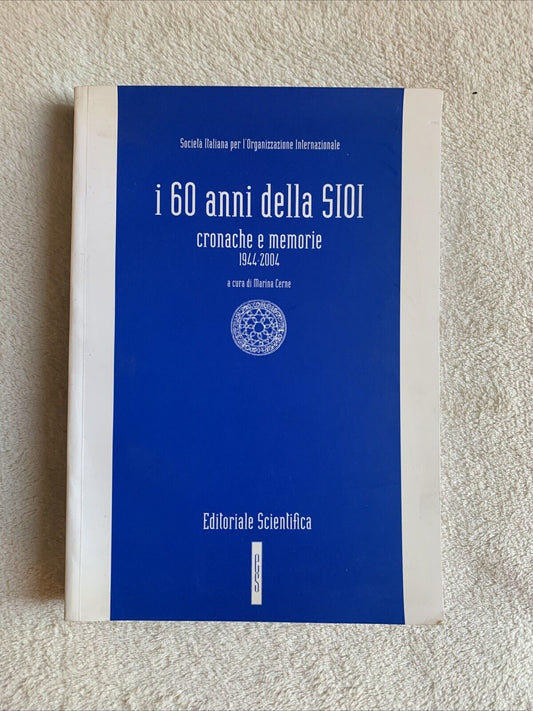 Società Italiana per l'Organizzazione Internazionale
i 60 anni della SIOI
cronache e memorie
1944-2004
a cura di Marina Cerne
Editoriale Scientifica